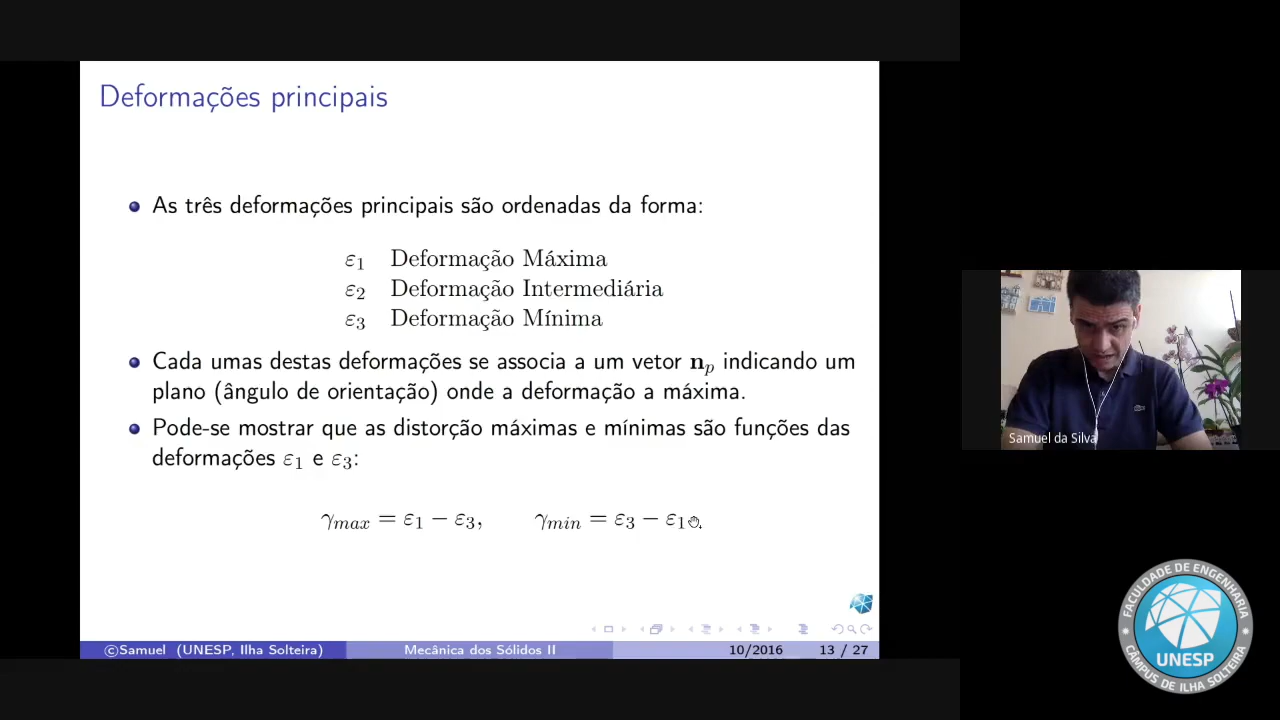 Deformações principais
As três deformações principais são ordenadas da forma:
ε₁ Deformação Máxima
ε₂ Deformação Intermediária
ε₃ Deformação Mínima
Cada umas destas deformações se associa a um vetor nₚ indicando um
plano (ângulo de orientação) onde a deformação a máxima.
Pode-se mostrar que as distorção máximas e mínimas são funções das
deformações ε₁ e ε₃:
γmax = ε₁ − ε₃, γmin = ε₃ − ε₁.
©Samuel (UNESP, Ilha Solteira) Mecânica dos Sólidos II 10/2016 13 / 27
Samuel da Silva
FACULDADE DE ENGENHARIA
UNESP
CÂMPUS DE ILHA SOLTEIRA